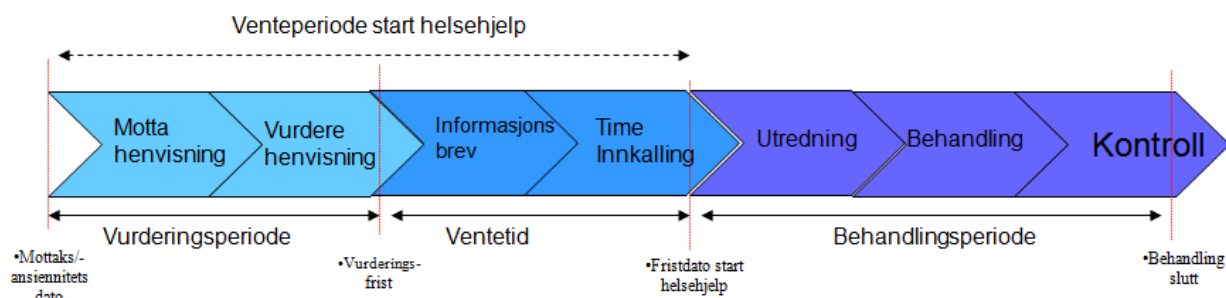 Venteperiode start helsehjelp
Motta
henvisning
Vurdere
henvisning
Informasjons
brev
Time
Innkalling
Utredning
Behandling
Kontroll
Vurderingsperiode
Ventetid
Behandlingsperiode
•Mottaks/-
ansiennitets
dato
•Vurderings-
frist
•Fristdato start
helsehjelp
•Behandling
slutt